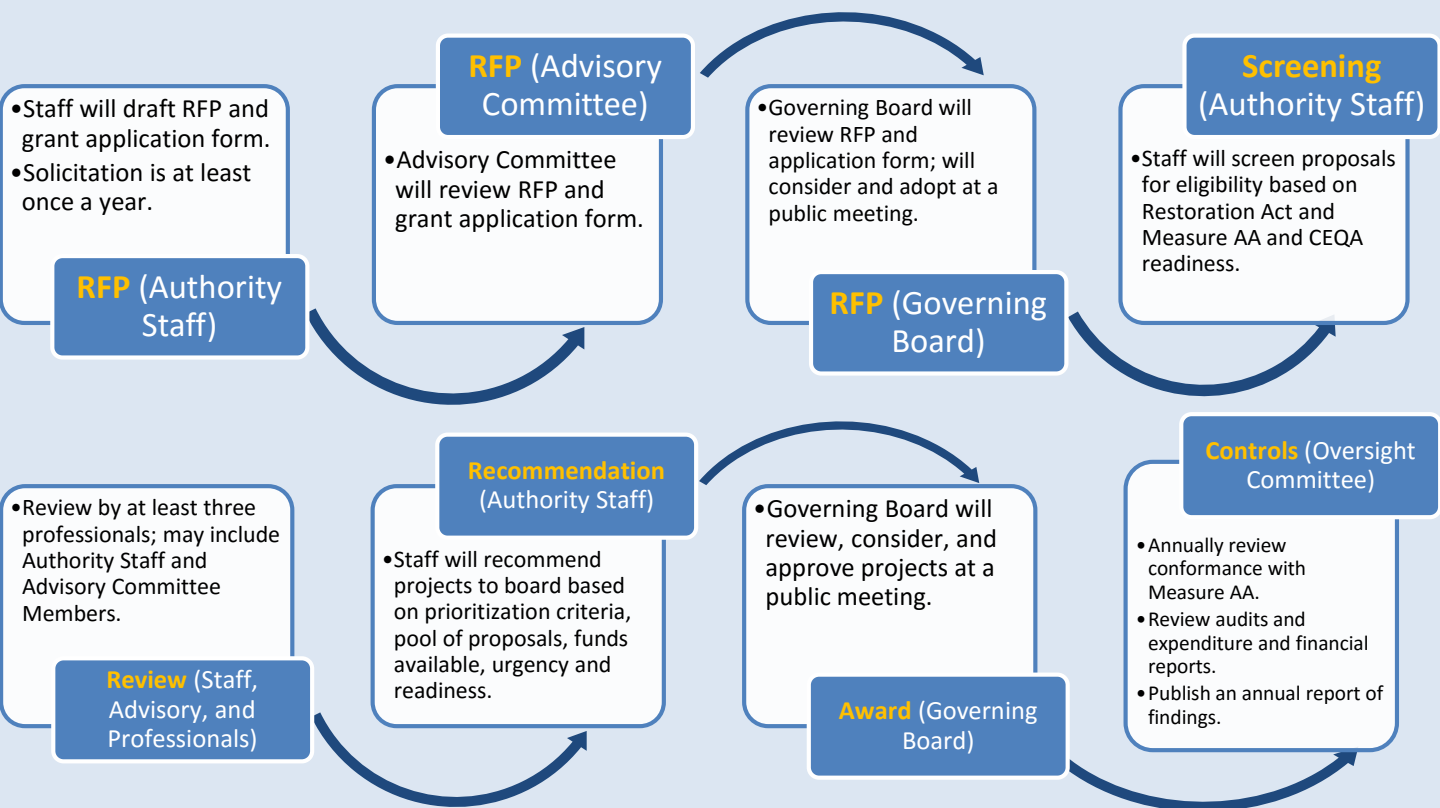 •Staff will draft RFP and
grant application form.
•Solicitation is at least
once a year.
RFP (Authority
Staff)
RFP (Advisory
Committee)
•Advisory Committee
will review RFP and
grant application form.
•Governing Board will
review RFP and
application form; will
consider and adopt at a
public meeting.
RFP (Governing
Board)
Screening
(Authority Staff)
•Staff will screen proposals
for eligibility based on
Restoration Act and
Measure AA and CEQA
readiness.
•Review by at least three
professionals; may include
Authority Staff and
Advisory Committee
Members.
Review (Staff,
Advisory, and
Professionals)
Recommendation
(Authority Staff)
•Staff will recommend
projects to board based
on prioritization criteria,
pool of proposals, funds
available, urgency and
readiness.
•Governing Board will
review, consider, and
approve projects at a
public meeting.
Award (Governing
Board)
Controls (Oversight
Committee)
•Annually review
conformance with
Measure AA.
•Review audits and
expenditure and financial
reports.
•Publish an annual report of
findings.